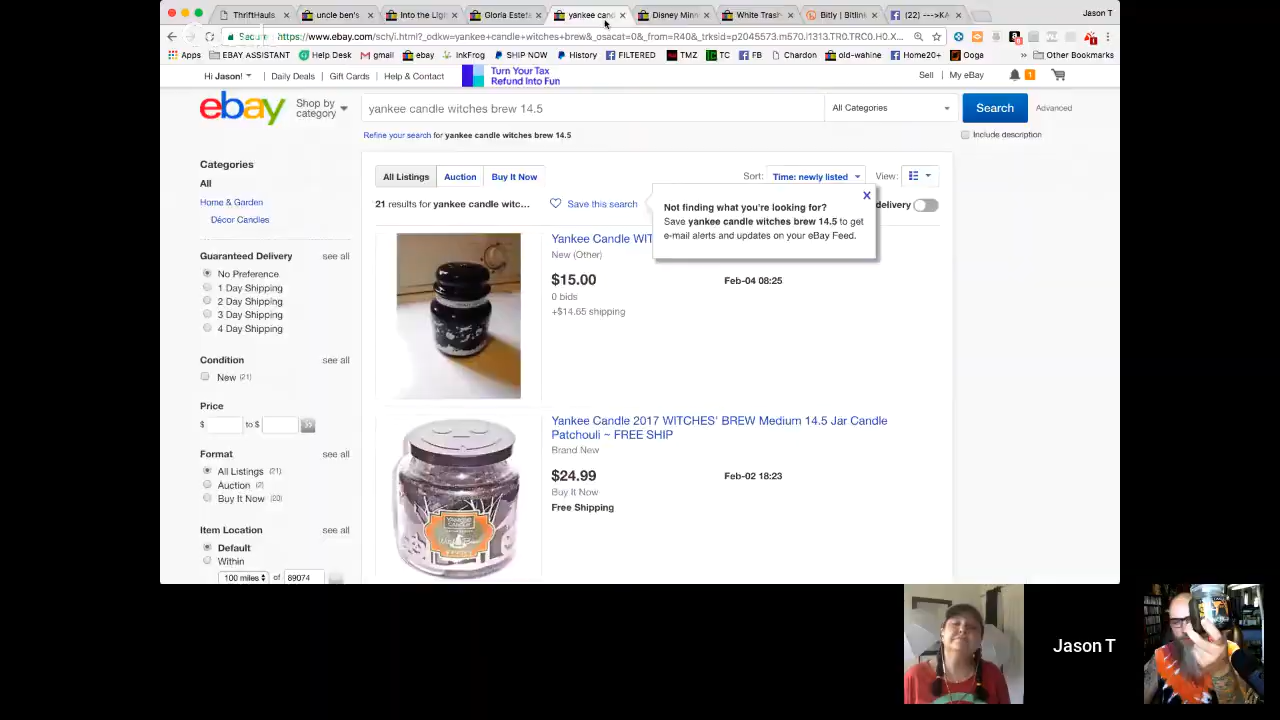 ThriftHauls
uncle ben's
Into the Ligh
Gloria Estefa
yankee cand
Disney Minn
White Trash
Bitly | Bitlink
(22) --->KA
Jason T
Secure
https://www.ebay.com/sch/i.html?_odkw=yankee+candle+witches+brew&_osacat=0&_from=R40&_trksid=p2045573.m570.l1313.TR0.TRC0.H0.X...
Apps
EBAY ASSISTANT
Help Desk
gmail
ebay
InkFrog
SHIP NOW
History
FILTERED
TMZ
TC
Chardon
old-wahine
FB
Home20+
Ooga
»
Other Bookmarks
Hi Jason!
Daily Deals
Gift Cards
Help & Contact
Turn Your Tax
Refund Into Fun
Sell
My eBay
1
ebay
Shop by
category
yankee candle witches brew 14.5
All Categories
Search
Advanced
Refine your search for yankee candle witches brew 14.5
Include description
Categories
All
Home & Garden
Décor Candles
Guaranteed Delivery
see all
No Preference
1 Day Shipping
2 Day Shipping
3 Day Shipping
4 Day Shipping
Condition
see all
New (21)
Price
$ to $
Format
see all
All Listings (21)
Auction (2)
Buy It Now (20)
Item Location
see all
Default
Within
100 miles of 89074
All Listings
Auction
Buy It Now
Sort: Time: newly listed
View:
21 results for yankee candle witc...
Save this search
delivery
X
Not finding what you're looking for?
Save yankee candle witches brew 14.5 to get
e-mail alerts and updates on your eBay Feed.
Yankee Candle WIT
New (Other)
$15.00
Feb-04 08:25
0 bids
+$14.65 shipping
Yankee Candle 2017 WITCHES' BREW Medium 14.5 Jar Candle
Patchouli ~ FREE SHIP
Brand New
$24.99
Feb-02 18:23
Buy It Now
Free Shipping
YANKEE CANDLE
Jason T